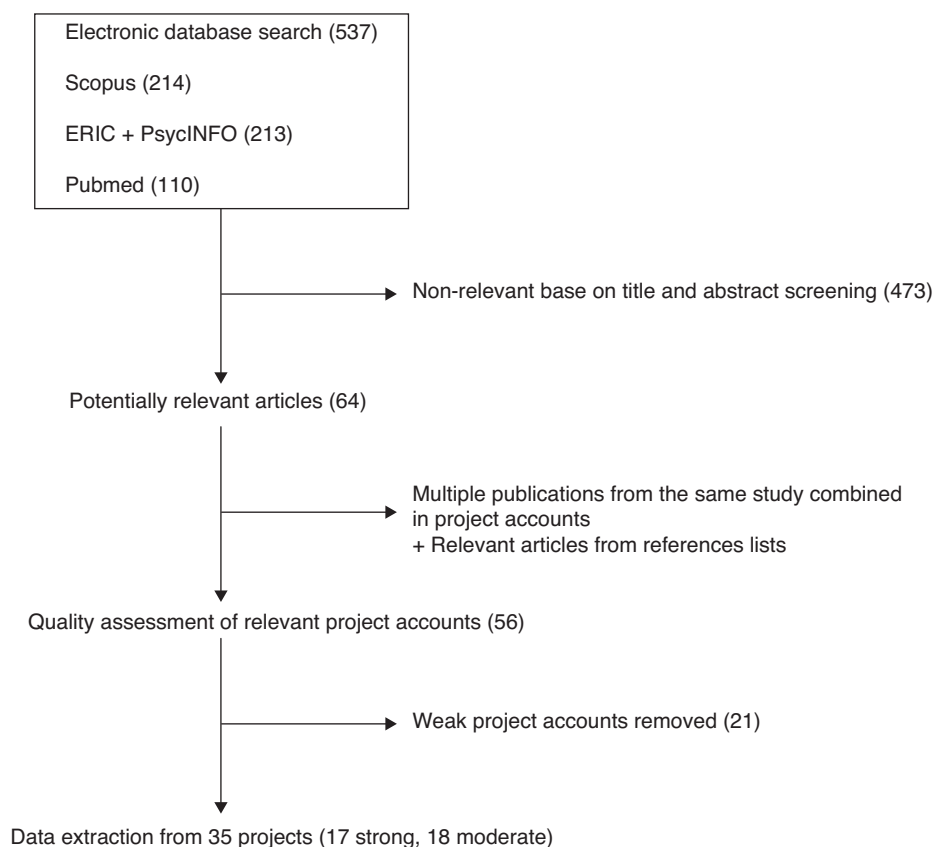 Electronic database search (537)
Scopus (214)
ERIC + PsycINFO (213)
Pubmed (110)
Non-relevant base on title and abstract screening (473)
Potentially relevant articles (64)
Multiple publications from the same study combined
in project accounts
+ Relevant articles from references lists
Quality assessment of relevant project accounts (56)
Weak project accounts removed (21)
Data extraction from 35 projects (17 strong, 18 moderate)